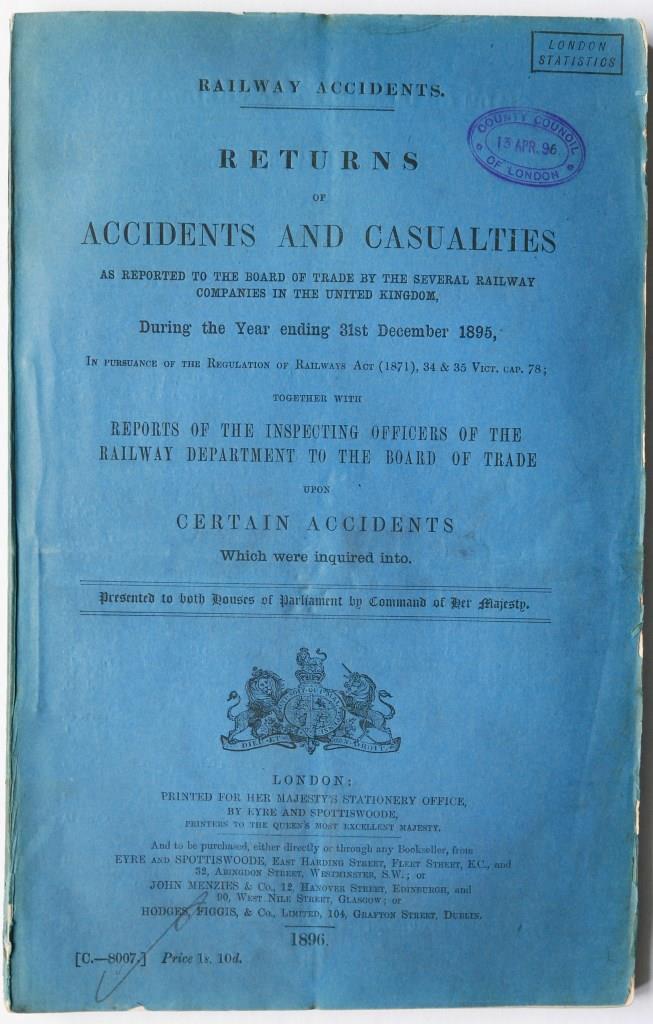 LONDON
STATISTICS
RAILWAY ACCIDENTS.
COUNTY COUNCIL
13 APR. 96
OF LONDON
RETURNS
OF
ACCIDENTS AND CASUALTIES
AS REPORTED TO THE BOARD OF TRADE BY THE SEVERAL RAILWAY
COMPANIES IN THE UNITED KINGDOM,
During the Year ending 31st December 1895,
IN PURSUANCE OF THE REGULATION OF RAILWAYS ACT (1871), 34 & 35 VICT. CAP. 78;
TOGETHER WITH
REPORTS OF THE INSPECTING OFFICERS OF THE
RAILWAY DEPARTMENT TO THE BOARD OF TRADE
UPON
CERTAIN ACCIDENTS
Which were inquired into.
Presented to both Houses of Parliament by Command of Her Majesty.
DIEU ET MON DROIT
LONDON:
PRINTED FOR HER MAJESTY'S STATIONERY OFFICE,
BY EYRE AND SPOTTISWOODE,
PRINTERS TO THE QUEEN'S MOST EXCELLENT MAJESTY.
And to be purchased, either directly or through any Bookseller, from
EYRE AND SPOTTISWOODE, EAST HARDING STREET, FLEET STREET, E.C., and
32, ABINGDON STREET, WESTMINSTER, S.W.; or
JOHN MENZIES & Co., 12, HANOVER STREET, EDINBURGH, and
90, WEST NILE STREET, GLASGOW; or
HODGES, FIGGIS, & Co., LIMITED, 104, GRAFTON STREET, DUBLIN.
1896.
[C.—8007.] Price 1s. 10d.